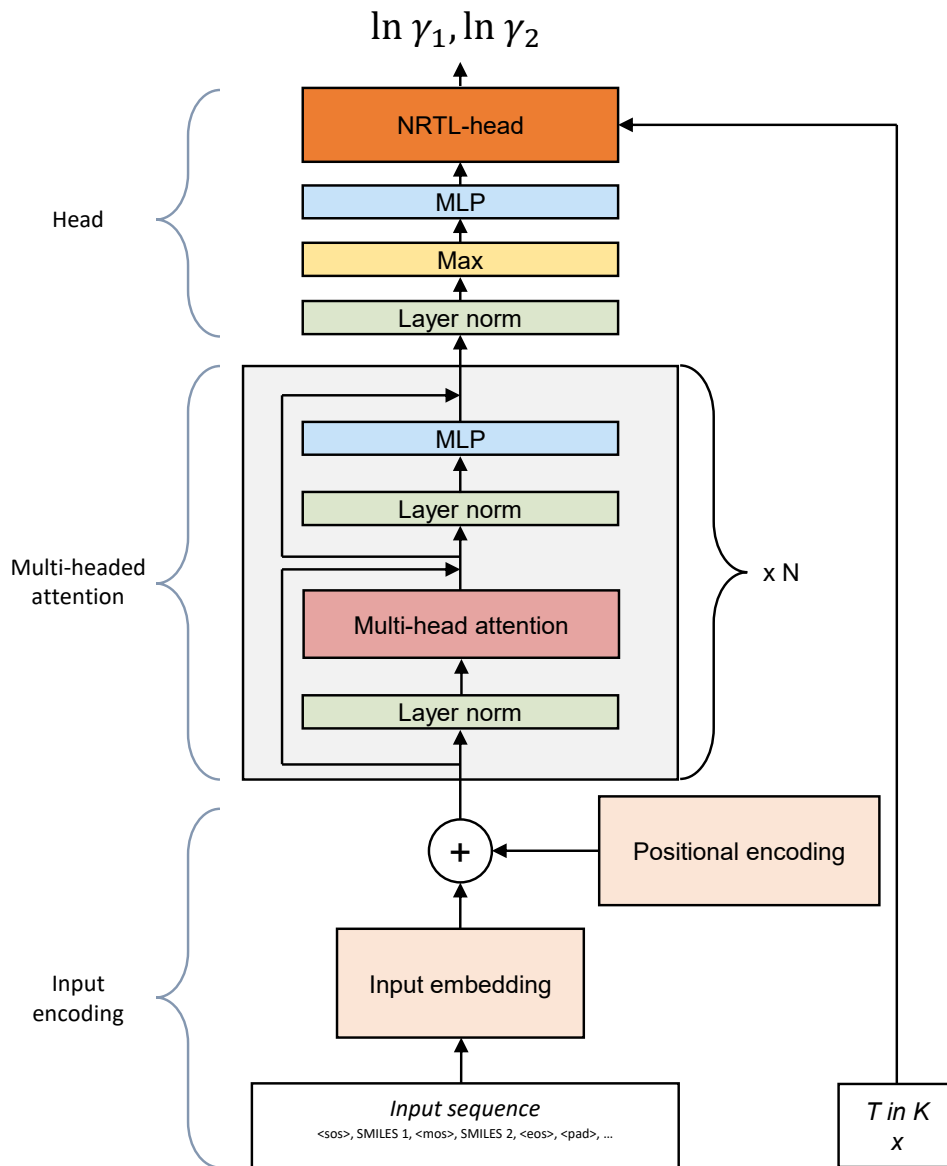 ln γ₁, ln γ₂
NRTL-head
MLP
Head
Max
Layer norm
MLP
Layer norm
Multi-headed
attention
x N
Multi-head attention
Layer norm
+
Positional encoding
Input embedding
Input
encoding
Input sequence
<sos>, SMILES 1, <mos>, SMILES 2, <eos>, <pad>, ...
T in K
x